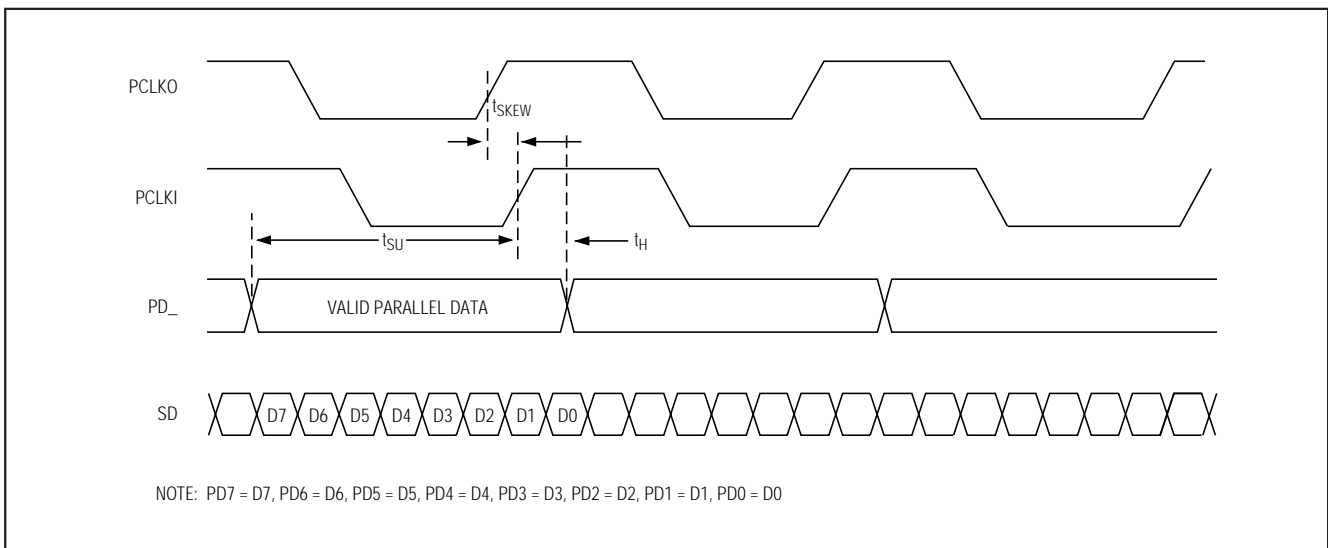 PCLKO
tSKEW
PCLKI
tSU
tH
PD_
VALID PARALLEL DATA
SD
D7 D6 D5 D4 D3 D2 D1 D0
NOTE: PD7 = D7, PD6 = D6, PD5 = D5, PD4 = D4, PD3 = D3, PD2 = D2, PD1 = D1, PD0 = D0